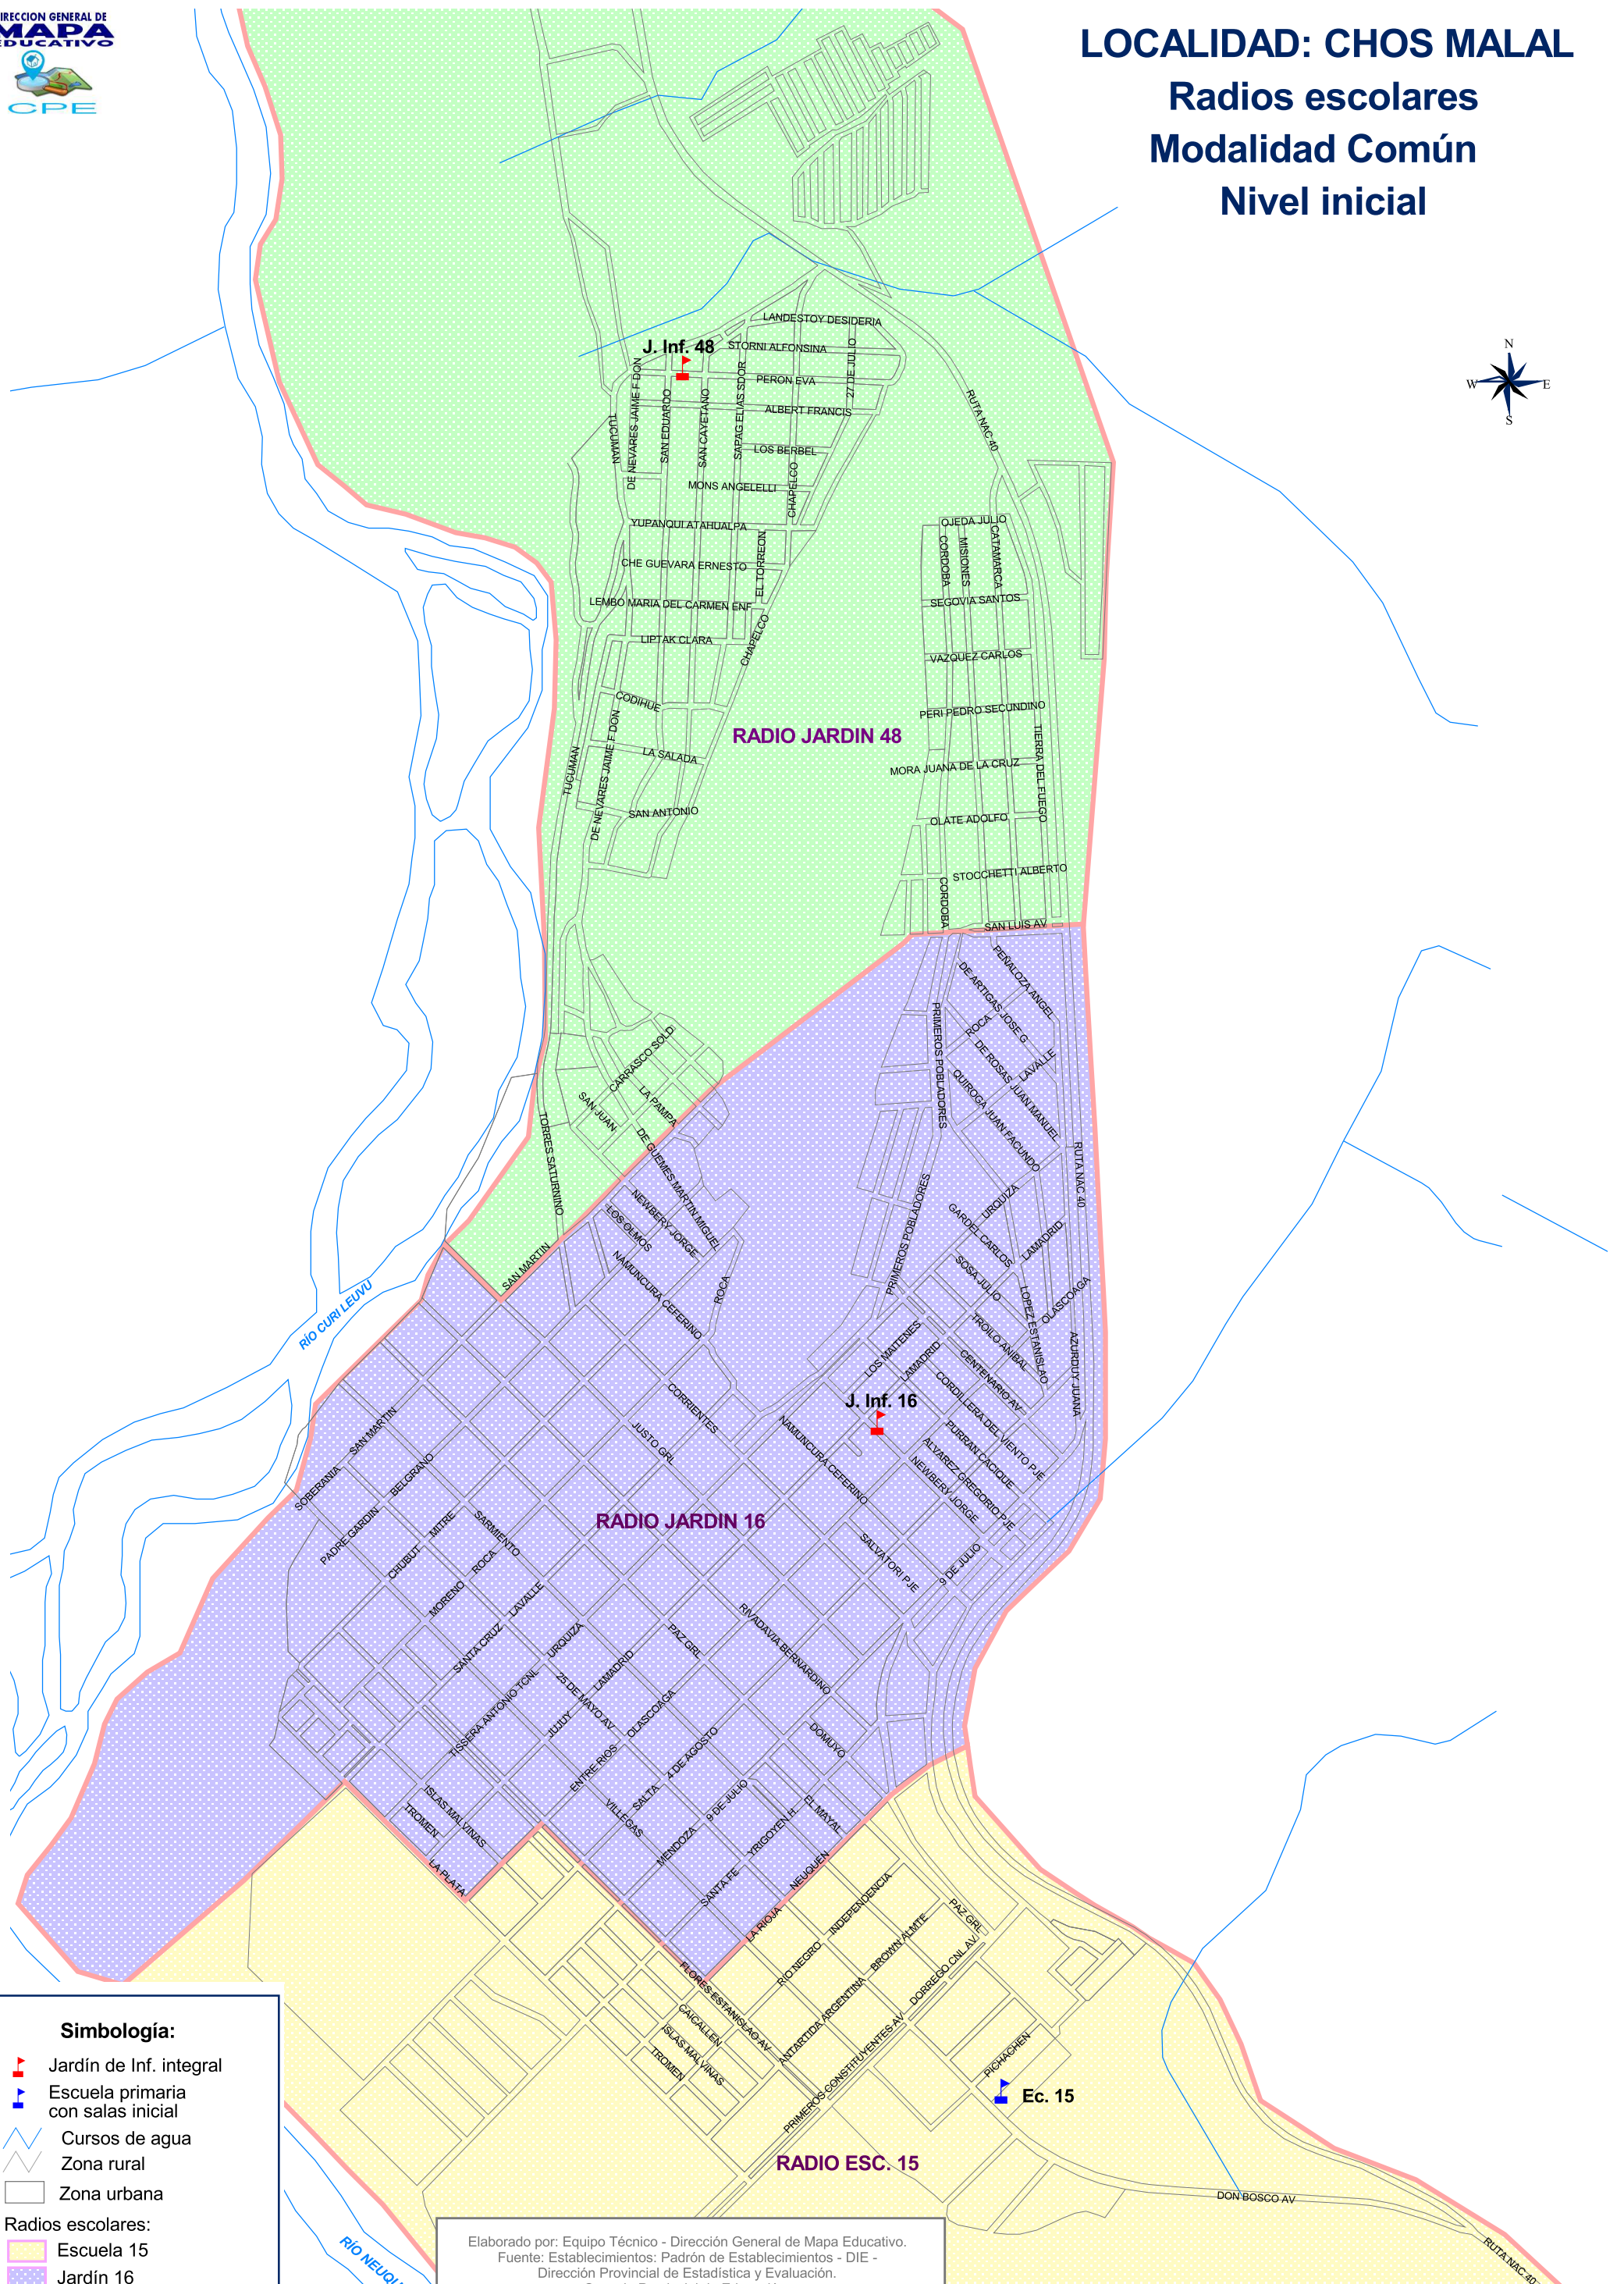 DIRECCION GENERAL DE
MAPA
EDUCATIVO
CPE
LOCALIDAD: CHOS MALAL
Radios escolares
Modalidad Común
Nivel inicial
N
W
E
S
LANDESTOY DESIDERIA
J. Inf. 48
STORNI ALFONSINA
27 DE JULIO
PERON EVA
DE NEVARES JAIME F DON
SAN EDUARDO
SAN CAYETANO
SAPAG ELIAS SDOR
ALBERT FRANCIS
RUTA NAC 40
TUCUMAN
LOS BERBEL
MONS ANGELELLI
CHAPELCO
YUPANQUI ATAHUALPA
OJEDA JULIO
CORDOBA
MISIONES
CATAMARCA
EL TORREON
CHE GUEVARA ERNESTO
LEMBO MARIA DEL CARMEN ENF
SEGOVIA SANTOS
LIPTAK CLARA
CHAPELCO
VAZQUEZ CARLOS
CODIHUE
PERI PEDRO SECUNDINO
DE NEVARES JAIME F DON
RADIO JARDIN 48
TIERRA DEL FUEGO
TUCUMAN
LA SALADA
MORA JUANA DE LA CRUZ
SAN ANTONIO
OLATE ADOLFO
STOCCHETTI ALBERTO
CORDOBA
SAN LUIS AV
PEÑALOZA ANGEL
DE ARTIGAS JOSE G
PRIMEROS POBLADORES
ROCA
CARRASCO SOLD
DE ROSAS JUAN MANUEL
LAVALLE
QUIROGA JUAN FACUNDO
LA PAMPA
SAN JUAN
TORRES SATURNINO
DE GUEMES MARTIN MIGUEL
RUTA NAC 40
NEWBERY JORGE
LOS OLMOS
PRIMEROS POBLADORES
URQUIZA
GARDEL CARLOS
LAMADRID
SAN MARTIN
NAMUNCURA CEFERINO
ROCA
SOSA JULIO
OLASCOAGA
LOPEZ ESTANISLAO
RÍO CURI LEUVU
TROILO ANIBAL
LOS MAITENES
LAMADRID
CENTENARIO AV
AZURDUY JUANA
CORRIENTES
J. Inf. 16
CORDILLERA DEL VIENTO PJE
SAN MARTIN
JUSTO GRL
NAMUNCURA CEFERINO
PURRAN CACIQUE
ALVAREZ GREGORIO PJE
NEWBERY JORGE
SOBERANIA
BELGRANO
PADRE GARDIN
MITRE
SARMIENTO
RADIO JARDIN 16
SALVATORI PJE
9 DE JULIO
CHUBUT
ROCA
MORENO
LAVALLE
SANTA CRUZ
URQUIZA
PAZ GRL
RIVADAVIA BERNARDINO
LAMADRID
TISSERA ANTONIO TCNL
25 DE MAYO AV
JUJUY
OLASCOAGA
DOMUYO
ENTRE RIOS
4 DE AGOSTO
SALTA
ISLAS MALVINAS
TROMEN
VILLEGAS
9 DE JULIO
EL MAYAL
MENDOZA
YRIGOYEN H
LA PLATA
SANTA FE
NEUQUEN
LA RIOJA
INDEPENDENCIA
PAZ GRL
RIO NEGRO
BROWN ALMTE
FLORES ESTANISLAO AV
DORREGO CNL AV
ANTARTIDA ARGENTINA
CAICALLEN
ISLAS MALVINAS
TROMEN
PRIMEROS CONSTITUYENTES AV
PICHACHEN
Ec. 15
RADIO ESC. 15
DON BOSCO AV
RUTA NAC 40
Simbología:
Jardín de Inf. integral
Escuela primaria
con salas inicial
Cursos de agua
Zona rural
Zona urbana
Radios escolares:
Escuela 15
Jardín 16
Elaborado por: Equipo Técnico - Dirección General de Mapa Educativo.
Fuente: Establecimientos: Padrón de Establecimientos - DIE -
Dirección Provincial de Estadística y Evaluación.